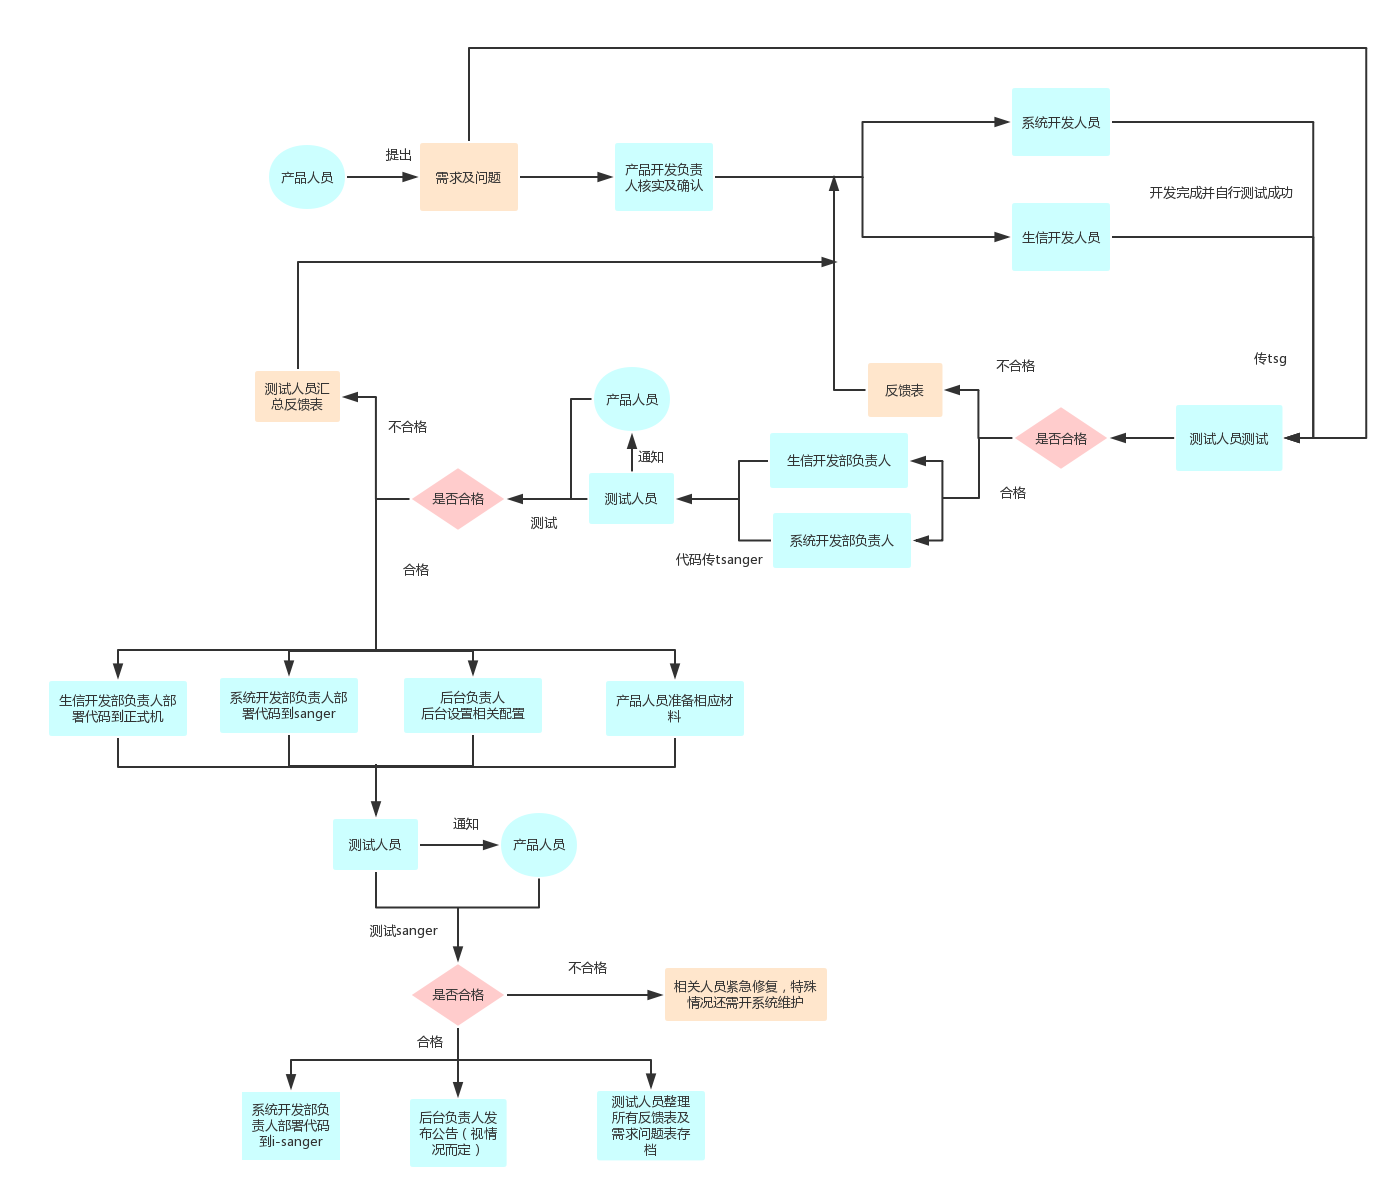 系统开发人员
提出
产品人员
需求及问题
产品开发负责
人核实及确认
开发完成并自行测试成功
生信开发人员
传tsg
不合格
测试人员汇
总反馈表
反馈表
产品人员
不合格
是否合格
测试人员测试
通知
生信开发部负责人
是否合格
测试人员
合格
测试
系统开发部负责人
代码传tsanger
合格
生信开发部负责人部
署代码到正式机
系统开发部负责人部
署代码到sanger
后台负责人
后台设置相关配置
产品人员准备相应材
料
通知
测试人员
产品人员
测试sanger
不合格
是否合格
相关人员紧急修复，特殊
情况还需开系统维护
合格
系统开发部负
责人部署代码
到i-sanger
后台负责人发
布公告（视情
况而定）
测试人员整理
所有反馈表及
需求问题表存
档